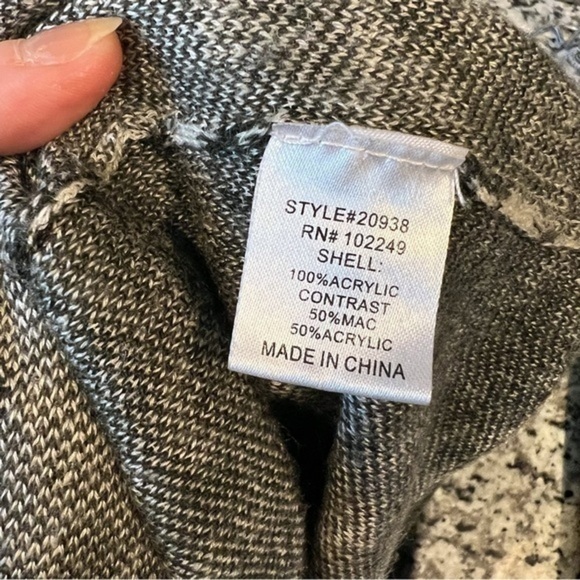 STYLE#20938
RN# 102249
SHELL:
100%ACRYLIC
CONTRAST
50%MAC
50%ACRYLIC
MADE IN CHINA